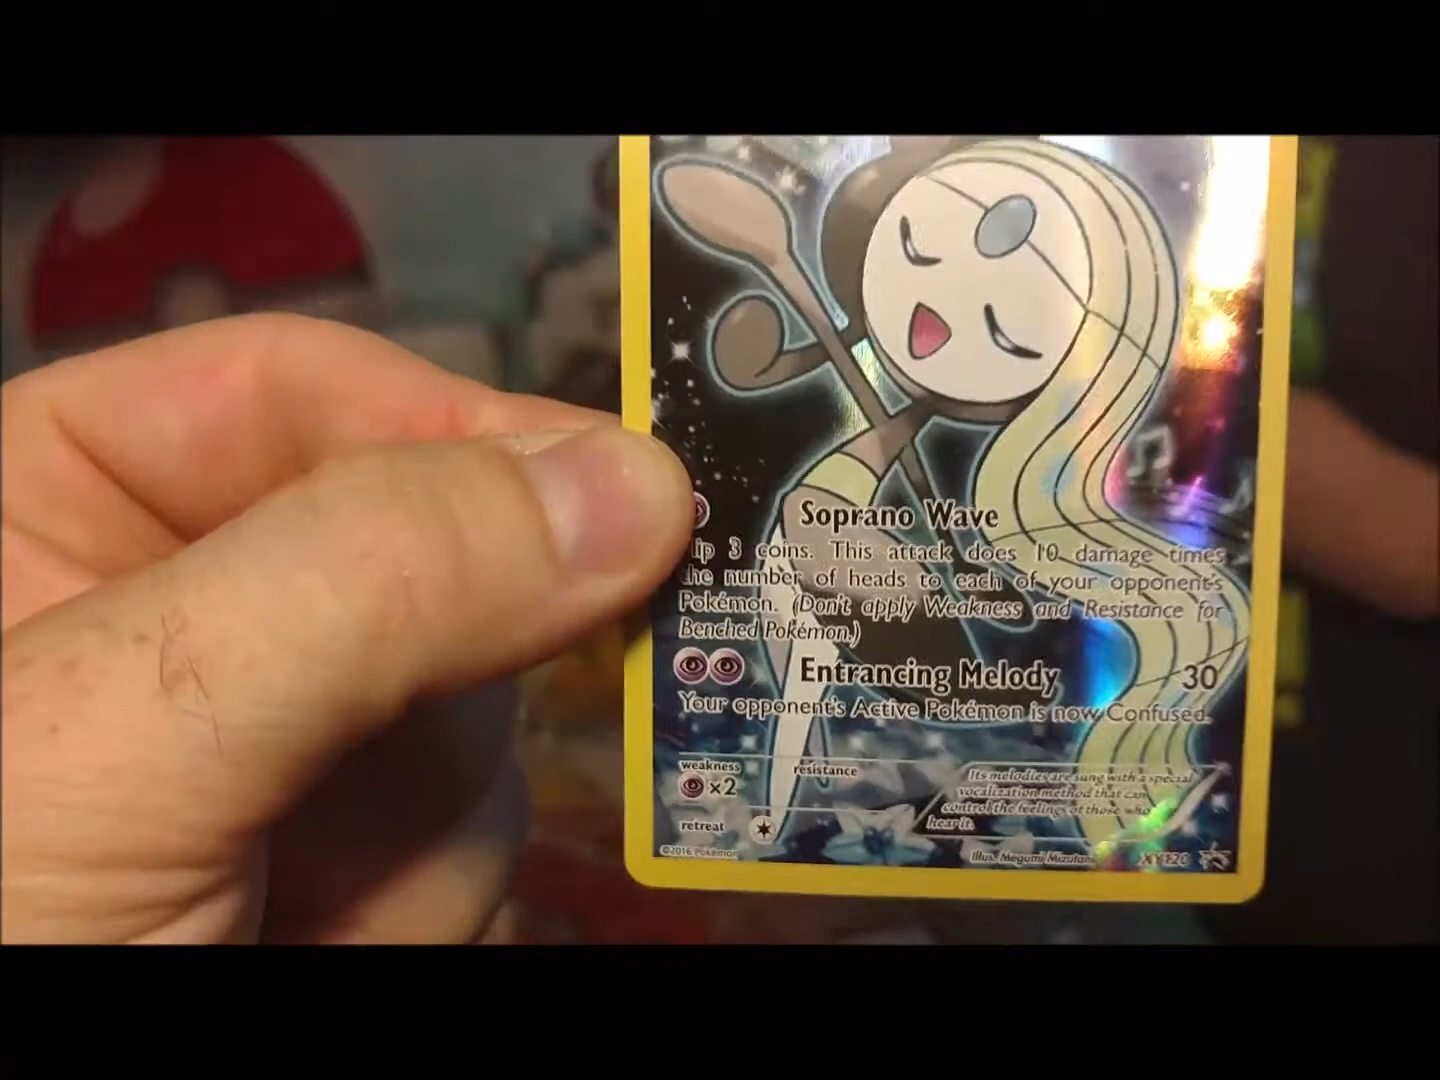 Soprano Wave
lip 3 coins. This attack does 10 damage times
the number of heads to each of your opponent's
Pokémon. (Don't apply Weakness and Resistance for
Benched Pokémon.)
Entrancing Melody 30
Your opponent's Active Pokémon is now Confused.
weakness
×2
resistance
retreat
Its melodies are sung with a special
vocalization method that can
control the feelings of those who
hear it.
©2016 Pokémon
Illus. Megumi Mizutani
XY120